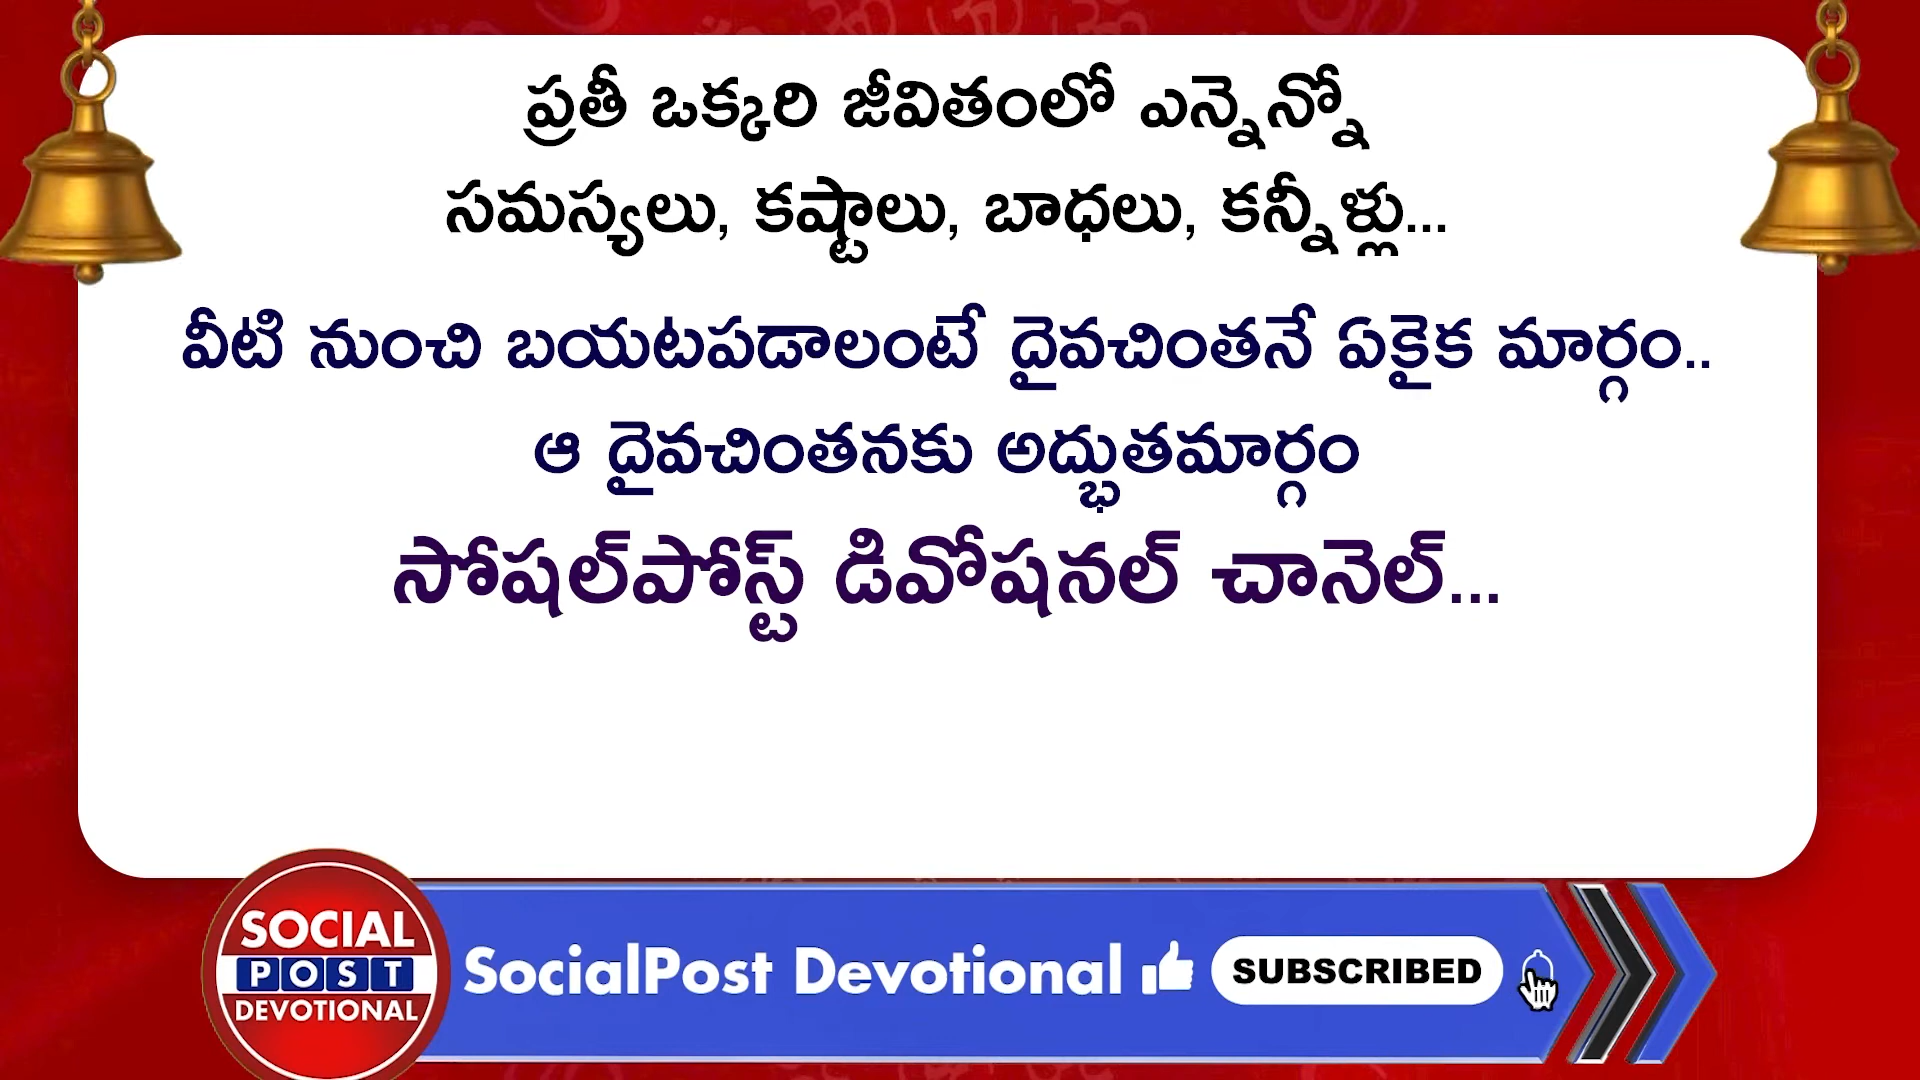 ప్రతీ ఒక్కరి జీవితంలో ఎన్నెన్నో
సమస్యలు, కష్టాలు, బాధలు, కన్నీళ్లు...
వీటి నుంచి బయటపడాలంటే దైవచింతనే ఏకైక మార్గం..
ఆ దైవచింతనకు అద్భుతమార్గం
సోషల్‌పోస్ట్ డివోషనల్ చానెల్...
SOCIAL
POST
DEVOTIONAL
SocialPost Devotional
SUBSCRIBED